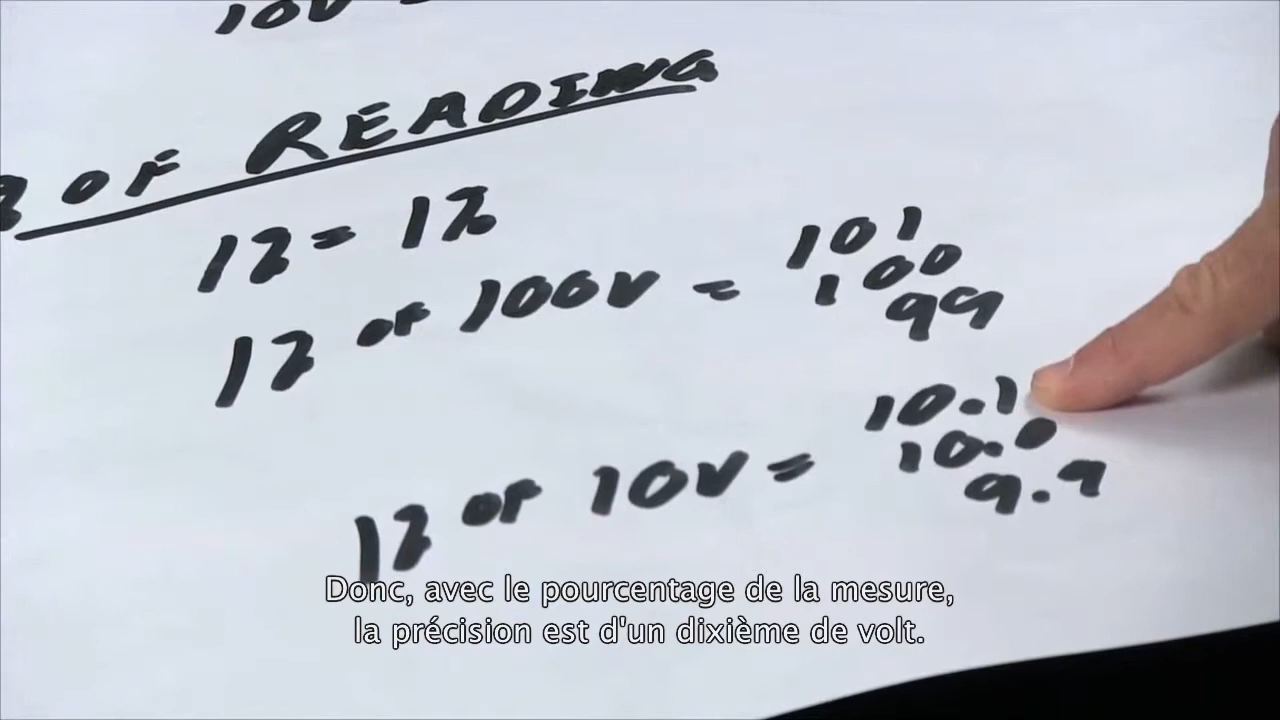 10V
% OF READING
1% = 1%
1% OF 100V = 101
100
99
1% OF 10V = 10.1
10.0
9.9
Donc, avec le pourcentage de la mesure,
la précision est d'un dixième de volt.